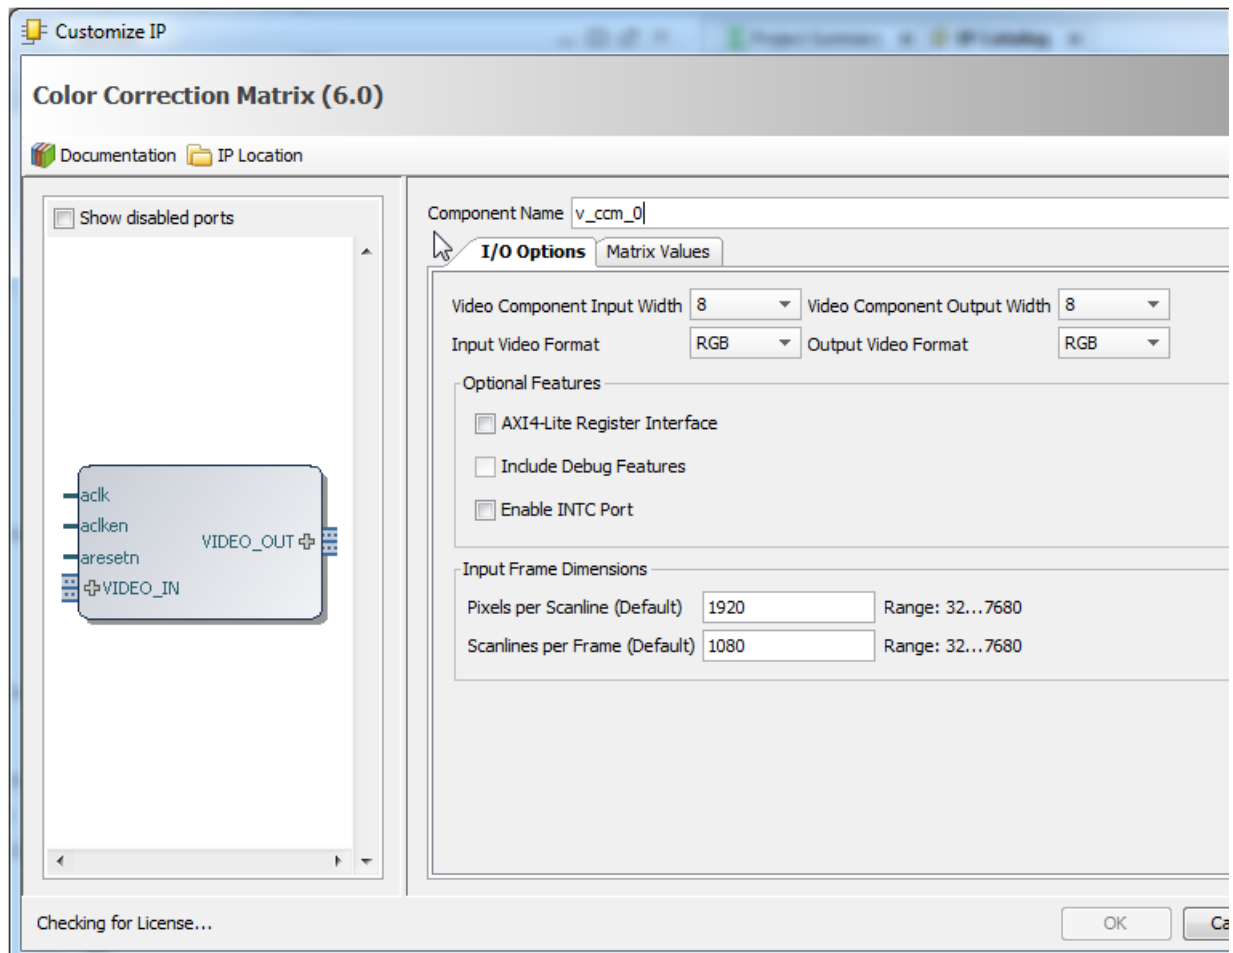 Customize IP
Color Correction Matrix (6.0)
Documentation IP Location
Show disabled ports
aclk
aclken
aresetn
VIDEO_IN
VIDEO_OUT
Component Name v_ccm_0
I/O Options Matrix Values
Video Component Input Width 8 Video Component Output Width 8
Input Video Format RGB Output Video Format RGB
Optional Features
AXI4-Lite Register Interface
Include Debug Features
Enable INTC Port
Input Frame Dimensions
Pixels per Scanline (Default) 1920 Range: 32...7680
Scanlines per Frame (Default) 1080 Range: 32...7680
Checking for License...
OK Ca